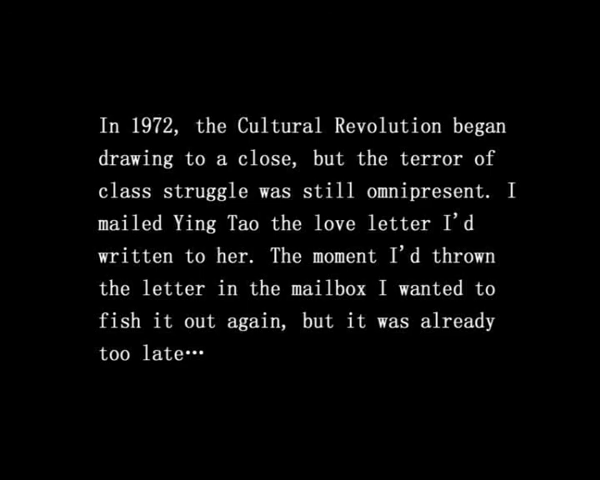 In 1972, the Cultural Revolution began
drawing to a close, but the terror of
class struggle was still omnipresent. I
mailed Ying Tao the love letter I'd
written to her. The moment I'd thrown
the letter in the mailbox I wanted to
fish it out again, but it was already
too late…